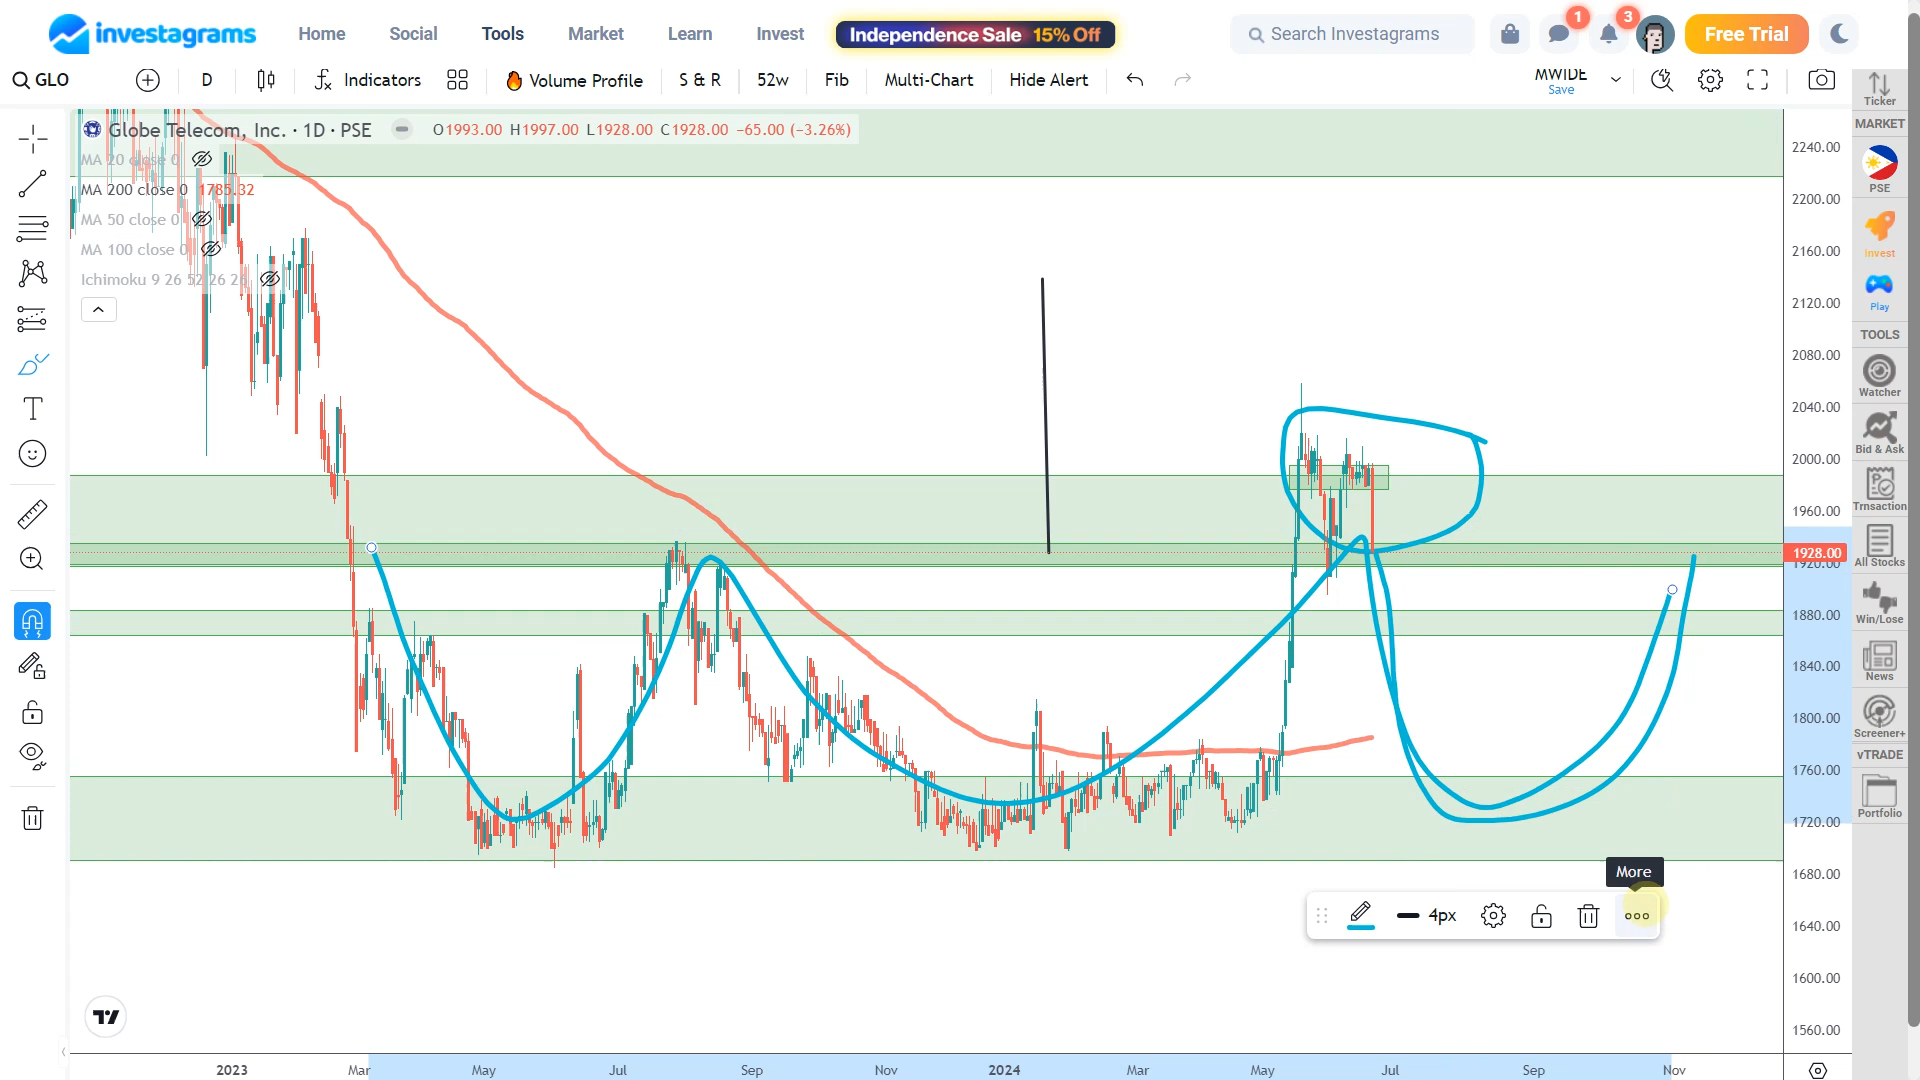 investagrams
Home
Social
Tools
Market
Learn
Invest
Independence Sale 15% Off
Search Investagrams
1
3
Free Trial
GLO
D
Indicators
Volume Profile
S & R
52w
Fib
Multi-Chart
Hide Alert
MWIDE
Save
Globe Telecom, Inc. · 1D · PSE
O1993.00 H1997.00 L1928.00 C1928.00 −65.00 (−3.26%)
MA 20 close 0
MA 200 close 0 1785.32
MA 50 close 0
MA 100 close 0
Ichimoku 9 26 52 26 26
2240.00
2200.00
2160.00
2120.00
2080.00
2040.00
2000.00
1960.00
1928.00
1920.00
1880.00
1840.00
1800.00
1760.00
1720.00
1680.00
1640.00
1600.00
1560.00
Ticker
MARKET
PSE
Invest
Play
TOOLS
Watcher
Bid & Ask
Trnsaction
All Stocks
Win/Lose
News
Screener+
vTRADE
Portfolio
More
4px
2023
Mar
May
Jul
Sep
Nov
2024
Mar
May
Jul
Sep
Nov